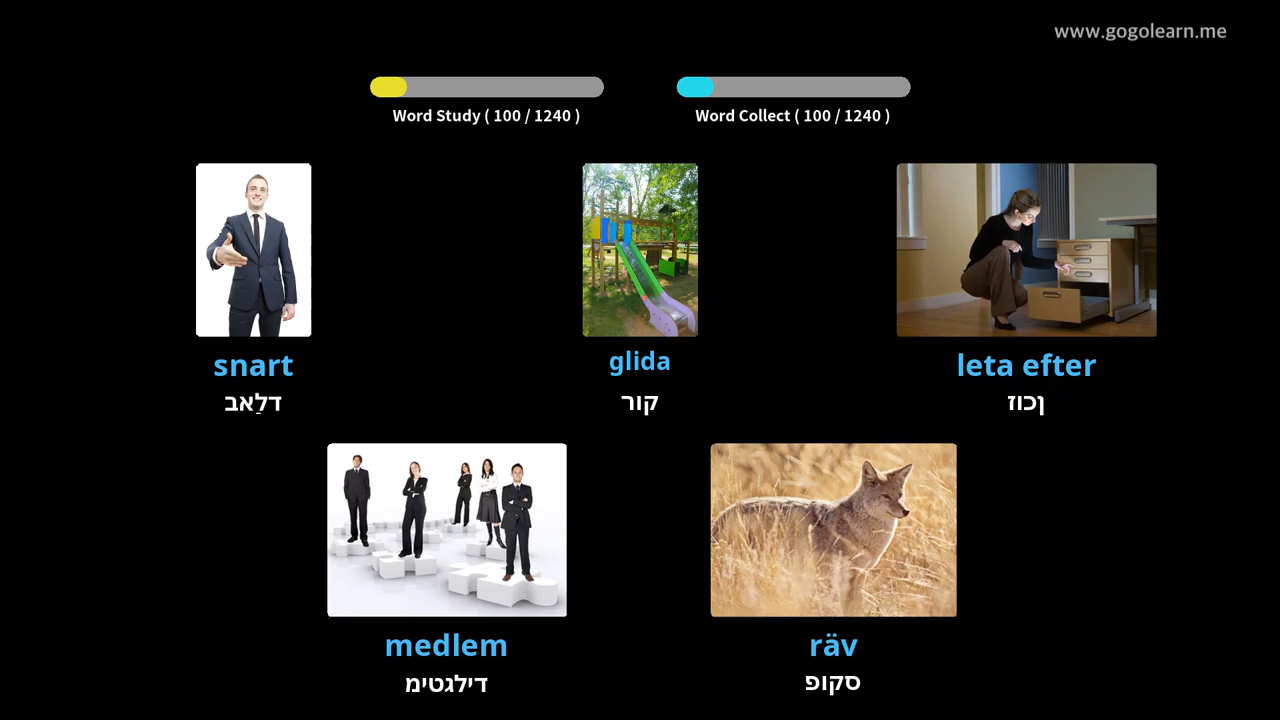 www.gogolearn.me
Word Study ( 100 / 1240 )
Word Collect ( 100 / 1240 )
snart
דלַאב
glida
קור
leta efter
ןכוז
medlem
דילגטימ
räv
סקופ